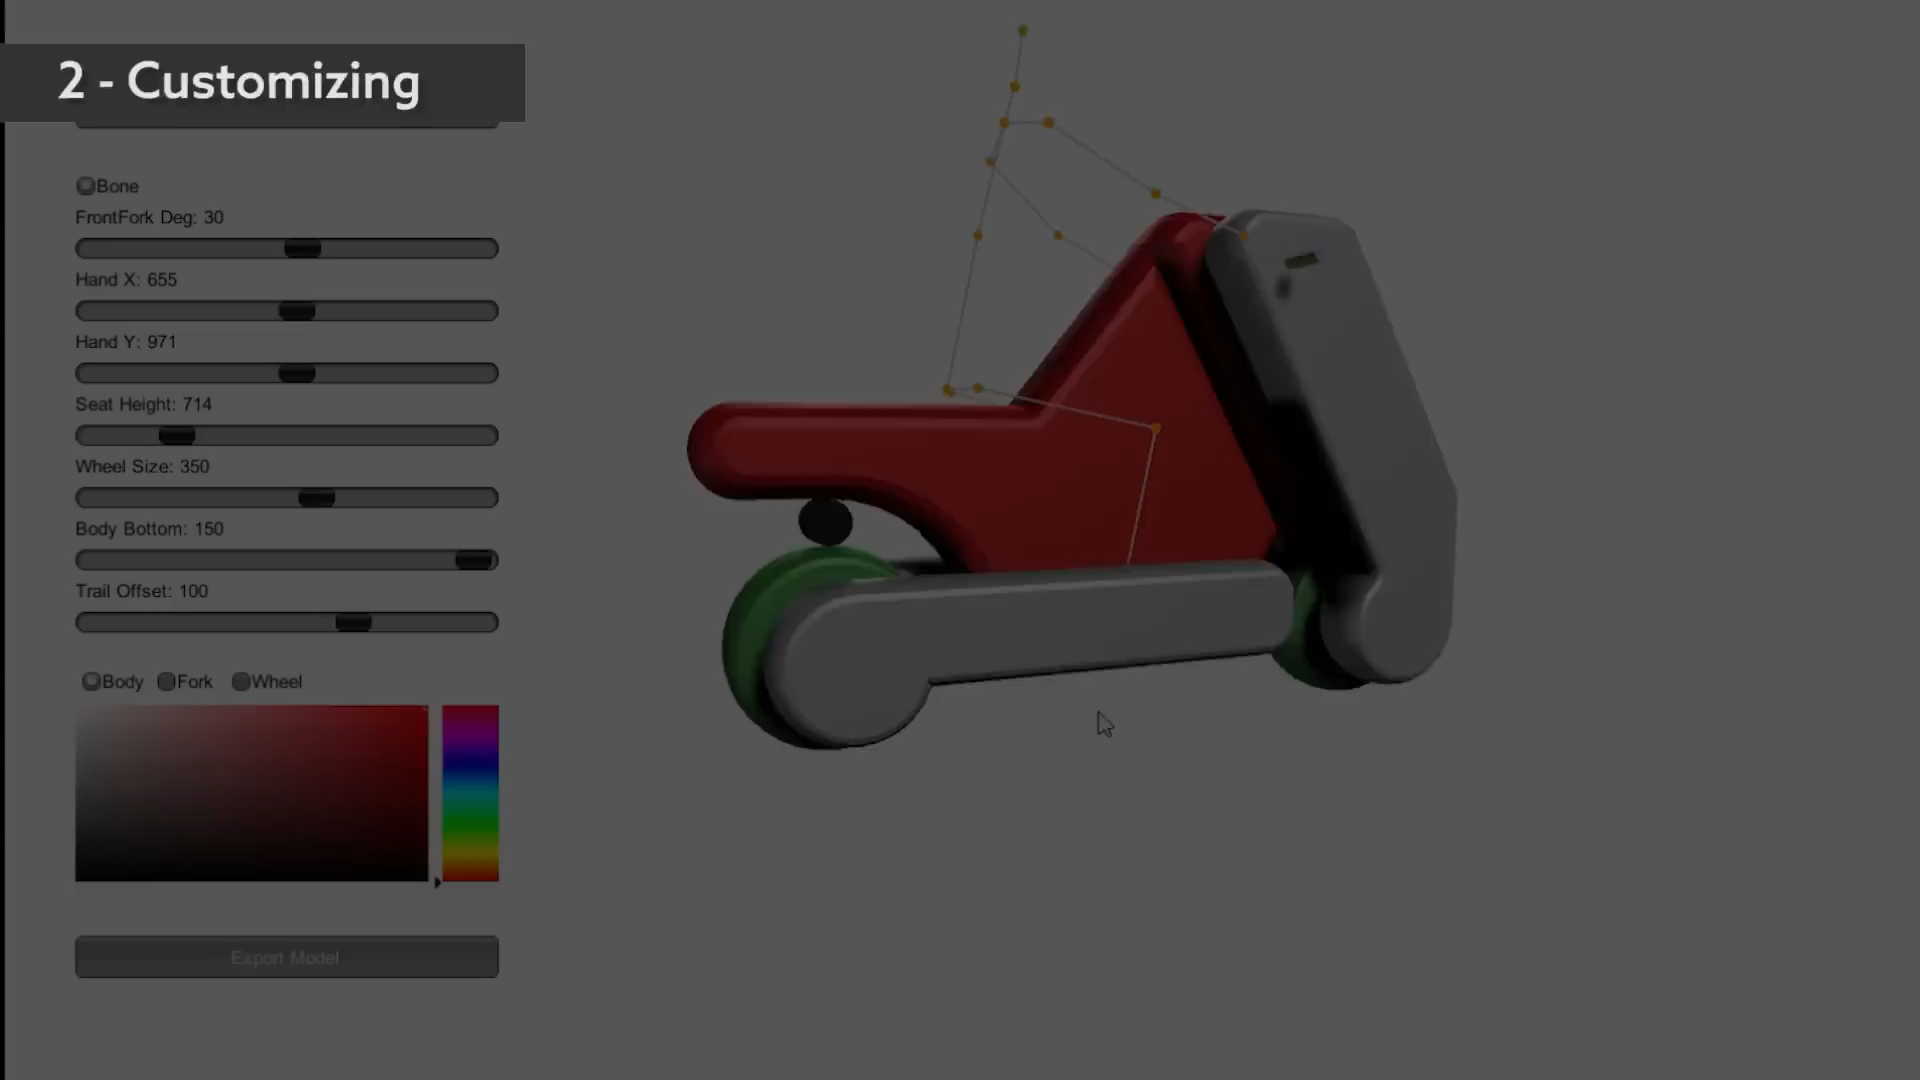 2 - Customizing
Bone
FrontFork Deg: 30
Hand X: 655
Hand Y: 971
Seat Height: 714
Wheel Size: 350
Body Bottom: 150
Trail Offset: 100
Body Fork Wheel
Export Model